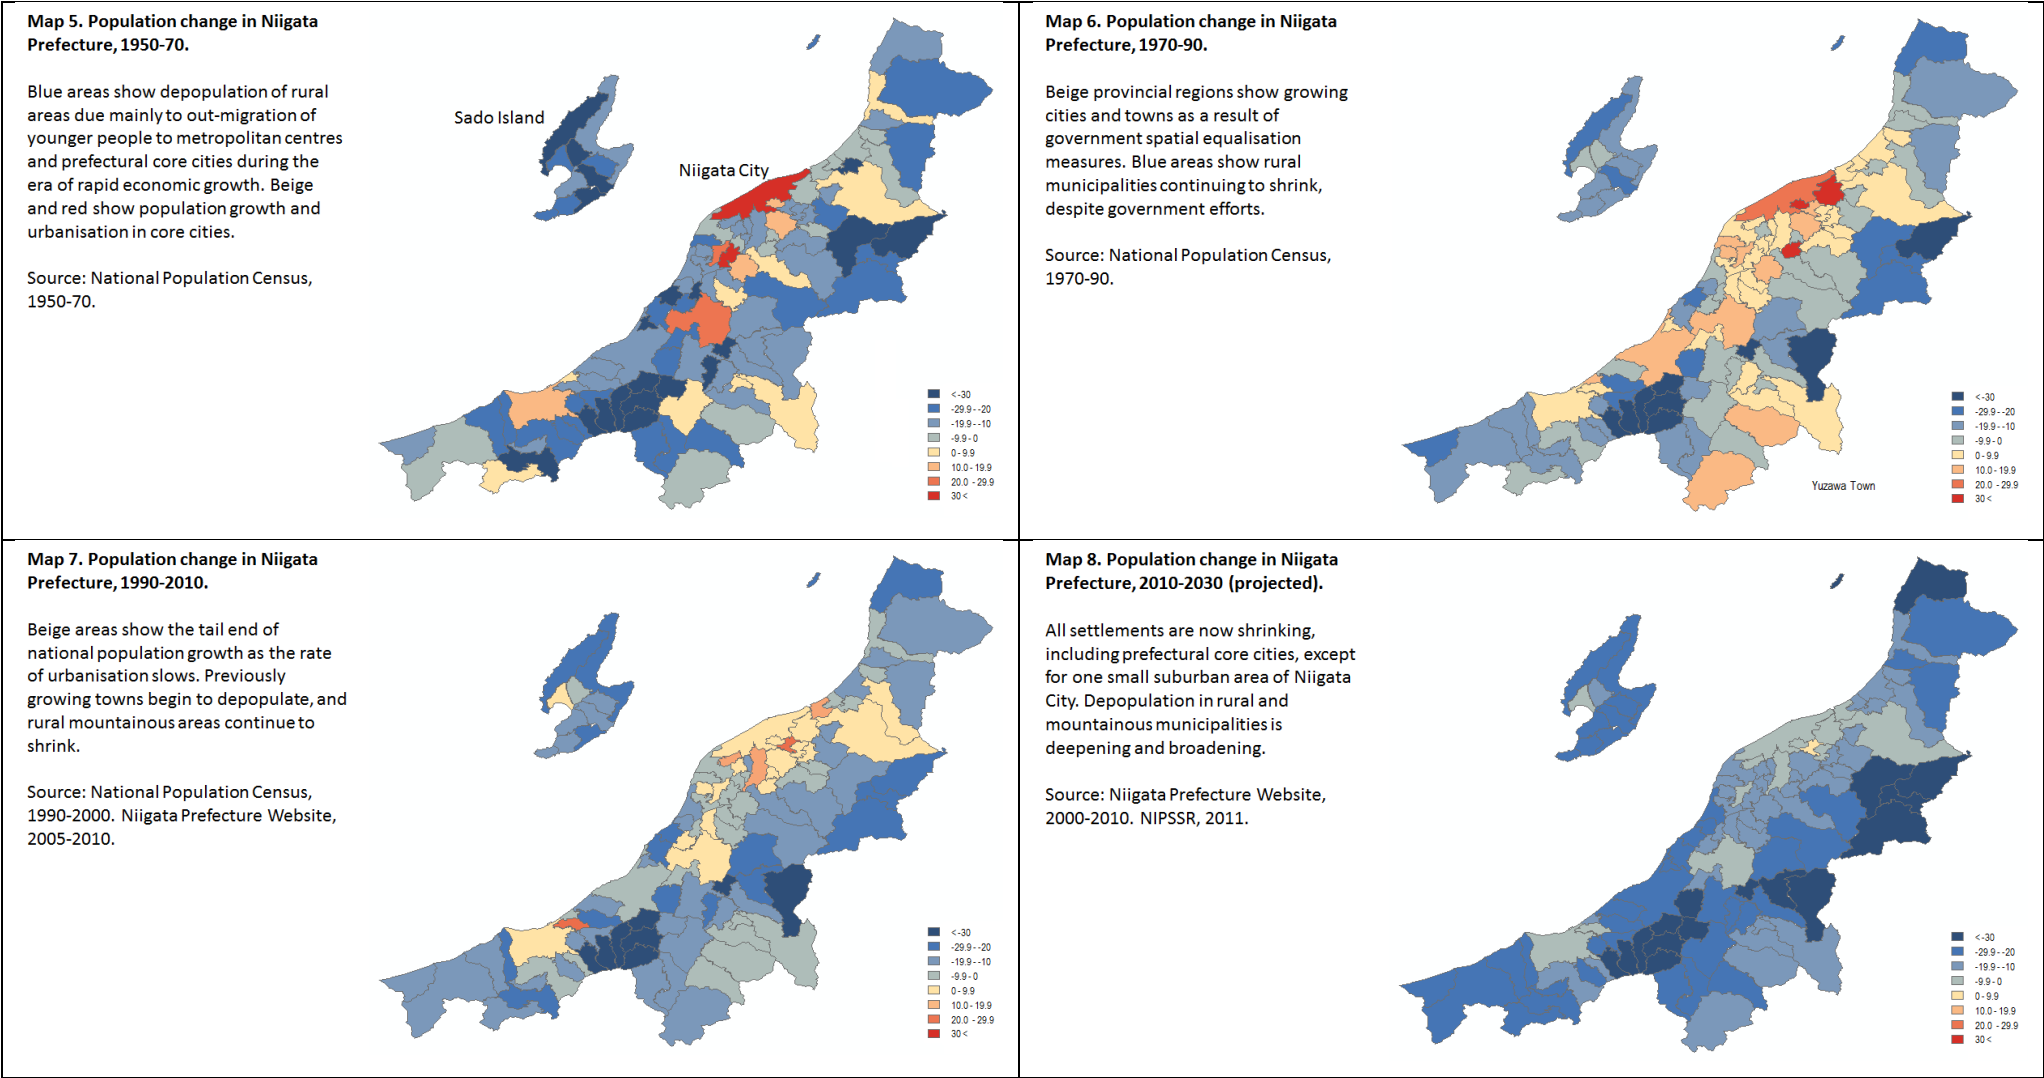 Map 5. Population change in Niigata
Prefecture, 1950-70.
Blue areas show depopulation of rural
areas due mainly to out-migration of
younger people to metropolitan centres
and prefectural core cities during the
era of rapid economic growth. Beige
and red show population growth and
urbanisation in core cities.
Source: National Population Census,
1950-70.
Sado Island
Niigata City
<-30
-29.9--20
-19.9--10
-9.9-0
0-9.9
10.0-19.9
20.0-29.9
30<
Map 6. Population change in Niigata
Prefecture, 1970-90.
Beige provincial regions show growing
cities and towns as a result of
government spatial equalisation
measures. Blue areas show rural
municipalities continuing to shrink,
despite government efforts.
Source: National Population Census,
1970-90.
Yuzawa Town
<-30
-29.9--20
-19.9--10
-9.9-0
0-9.9
10.0-19.9
20.0-29.9
30<
Map 7. Population change in Niigata
Prefecture, 1990-2010.
Beige areas show the tail end of
national population growth as the rate
of urbanisation slows. Previously
growing towns begin to depopulate, and
rural mountainous areas continue to
shrink.
Source: National Population Census,
1990-2000. Niigata Prefecture Website,
2005-2010.
<-30
-29.9--20
-19.9--10
-9.9-0
0-9.9
10.0-19.9
20.0-29.9
30<
Map 8. Population change in Niigata
Prefecture, 2010-2030 (projected).
All settlements are now shrinking,
including prefectural core cities, except
for one small suburban area of Niigata
City. Depopulation in rural and
mountainous municipalities is
deepening and broadening.
Source: Niigata Prefecture Website,
2000-2010. NIPSSR, 2011.
<-30
-29.9--20
-19.9--10
-9.9-0
0-9.9
10.0-19.9
20.0-29.9
30<